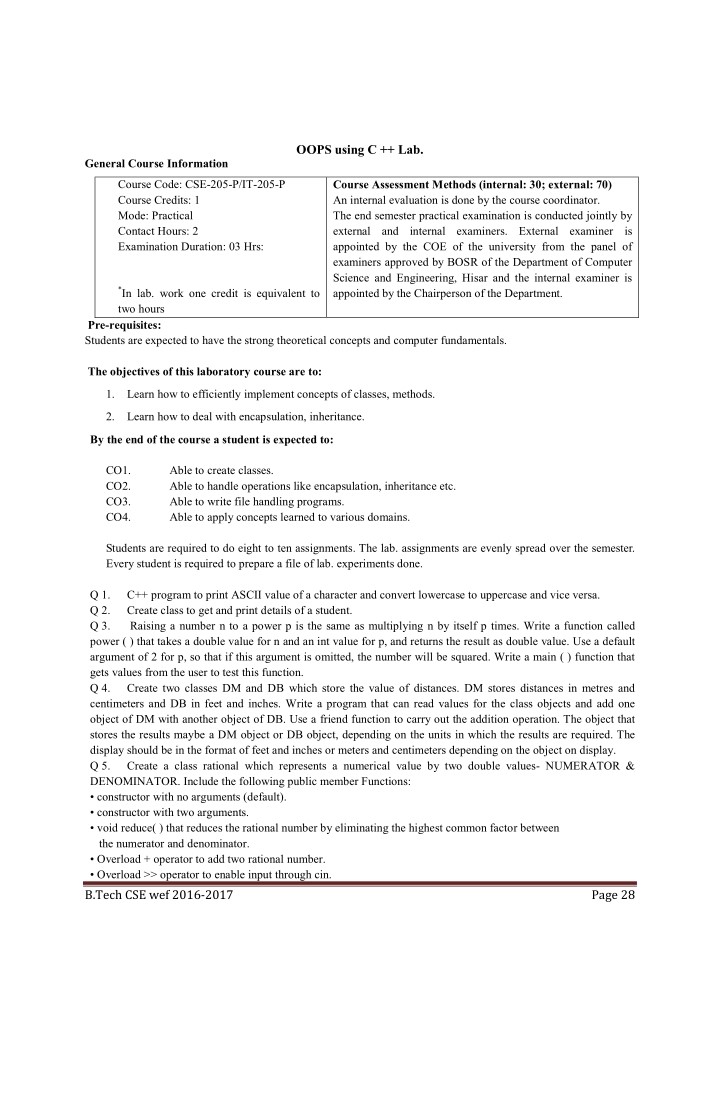 OOPS using C ++ Lab.
General Course Information
Course Code: CSE-205-P/IT-205-P
Course Credits: 1
Mode: Practical
Contact Hours: 2
Examination Duration: 03 Hrs:
*In lab. work one credit is equivalent to
two hours
Course Assessment Methods (internal: 30; external: 70)
An internal evaluation is done by the course coordinator.
The end semester practical examination is conducted jointly by
external and internal examiners. External examiner is
appointed by the COE of the university from the panel of
examiners approved by BOSR of the Department of Computer
Science and Engineering, Hisar and the internal examiner is
appointed by the Chairperson of the Department.
Pre-requisites:
Students are expected to have the strong theoretical concepts and computer fundamentals.
The objectives of this laboratory course are to:
1. Learn how to efficiently implement concepts of classes, methods.
2. Learn how to deal with encapsulation, inheritance.
By the end of the course a student is expected to:
CO1. Able to create classes.
CO2. Able to handle operations like encapsulation, inheritance etc.
CO3. Able to write file handling programs.
CO4. Able to apply concepts learned to various domains.
Students are required to do eight to ten assignments. The lab. assignments are evenly spread over the semester.
Every student is required to prepare a file of lab. experiments done.
Q 1. C++ program to print ASCII value of a character and convert lowercase to uppercase and vice versa.
Q 2. Create class to get and print details of a student.
Q 3. Raising a number n to a power p is the same as multiplying n by itself p times. Write a function called
power ( ) that takes a double value for n and an int value for p, and returns the result as double value. Use a default
argument of 2 for p, so that if this argument is omitted, the number will be squared. Write a main ( ) function that
gets values from the user to test this function.
Q 4. Create two classes DM and DB which store the value of distances. DM stores distances in metres and
centimeters and DB in feet and inches. Write a program that can read values for the class objects and add one
object of DM with another object of DB. Use a friend function to carry out the addition operation. The object that
stores the results maybe a DM object or DB object, depending on the units in which the results are required. The
display should be in the format of feet and inches or meters and centimeters depending on the object on display.
Q 5. Create a class rational which represents a numerical value by two double values- NUMERATOR &
DENOMINATOR. Include the following public member Functions:
• constructor with no arguments (default).
• constructor with two arguments.
• void reduce( ) that reduces the rational number by eliminating the highest common factor between
the numerator and denominator.
• Overload + operator to add two rational number.
• Overload >> operator to enable input through cin.
B.Tech CSE wef 2016-2017 Page 28